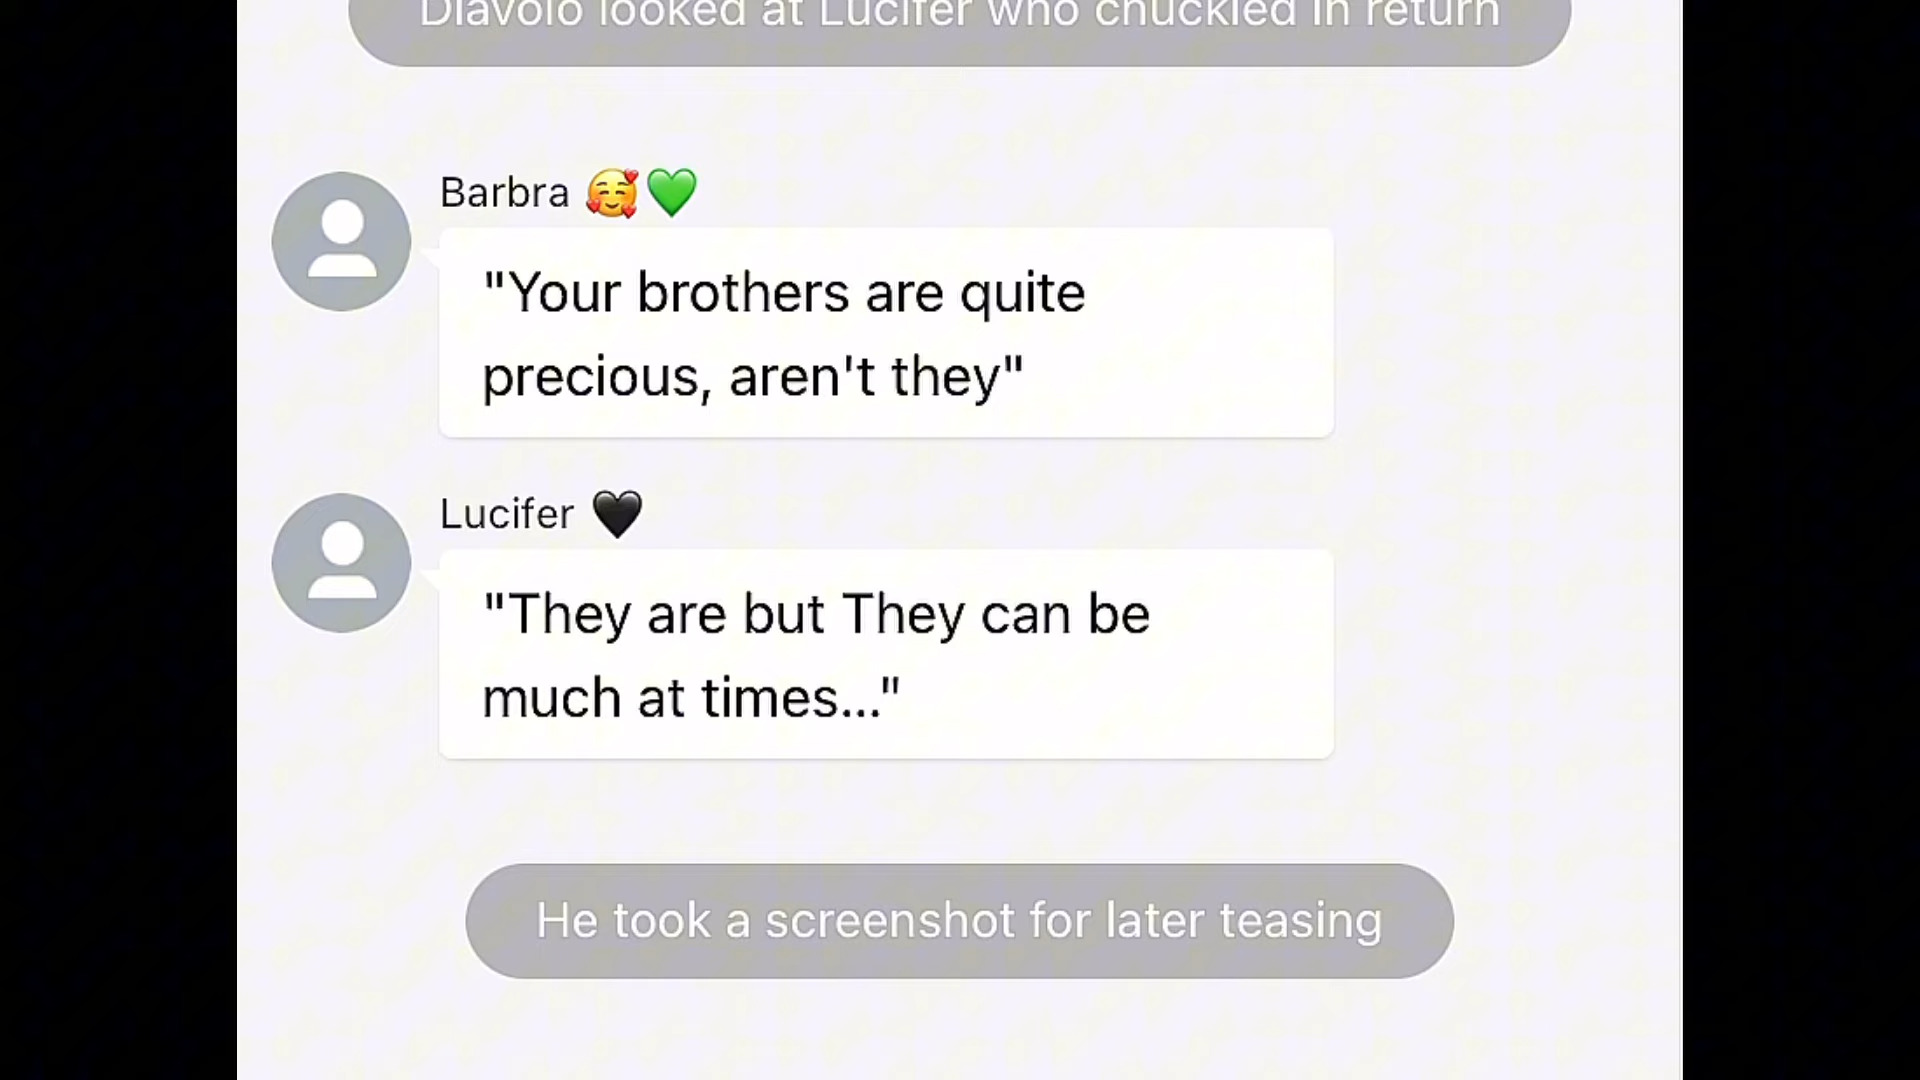 Diavolo looked at Lucifer who chuckled in return
Barbra 🥰💚
"Your brothers are quite
precious, aren't they"
Lucifer 🖤
"They are but They can be
much at times..."
He took a screenshot for later teasing